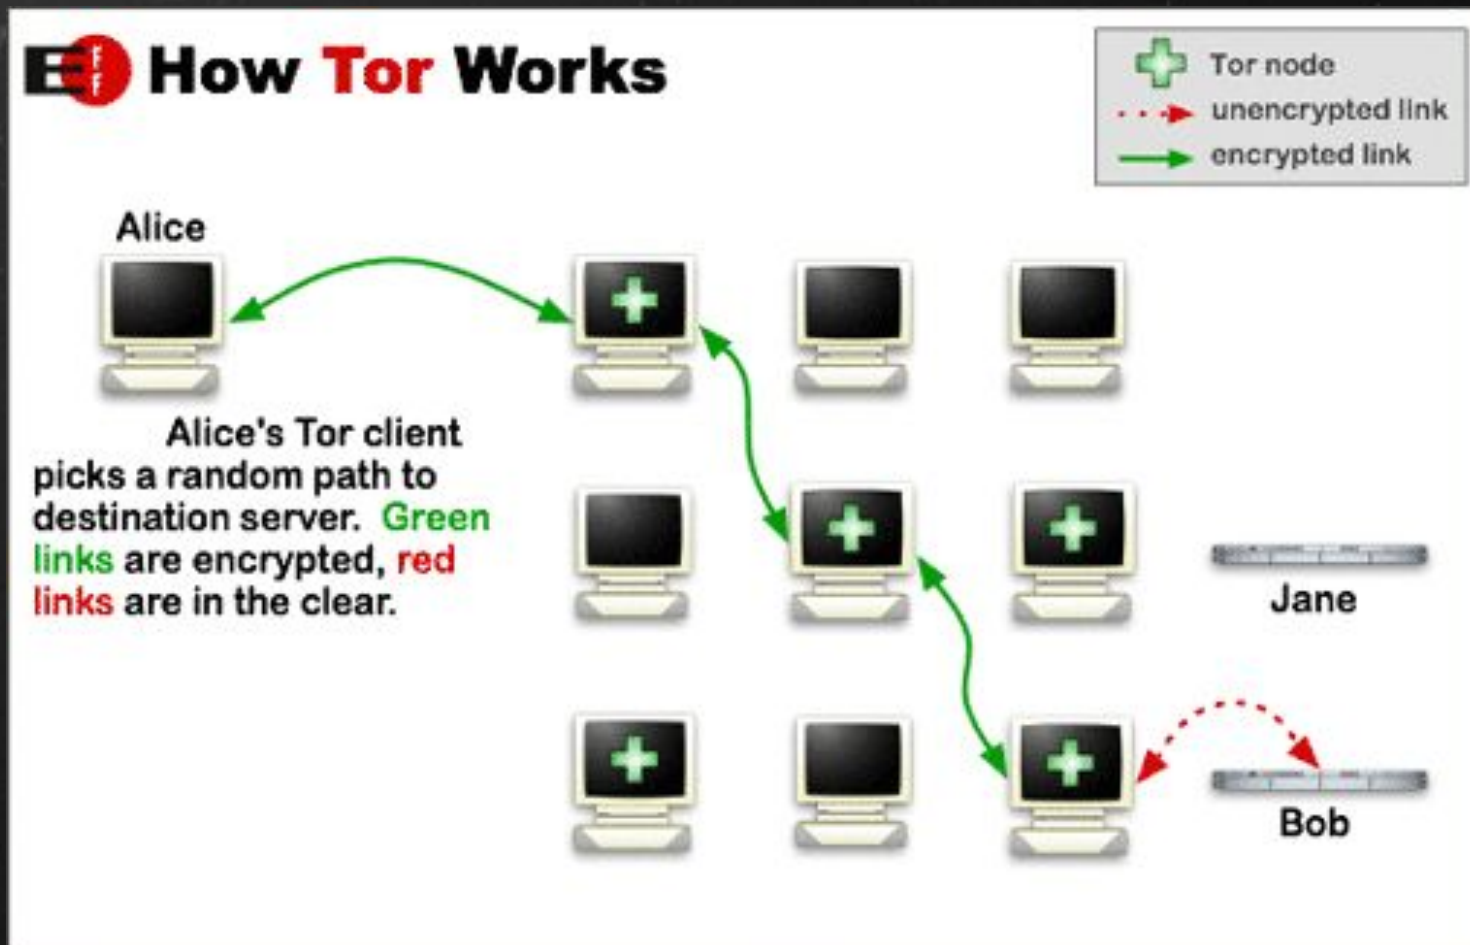 EFF How Tor Works
Tor node
unencrypted link
encrypted link
Alice
Alice's Tor client
picks a random path to
destination server. Green
links are encrypted, red
links are in the clear.
Jane
Bob